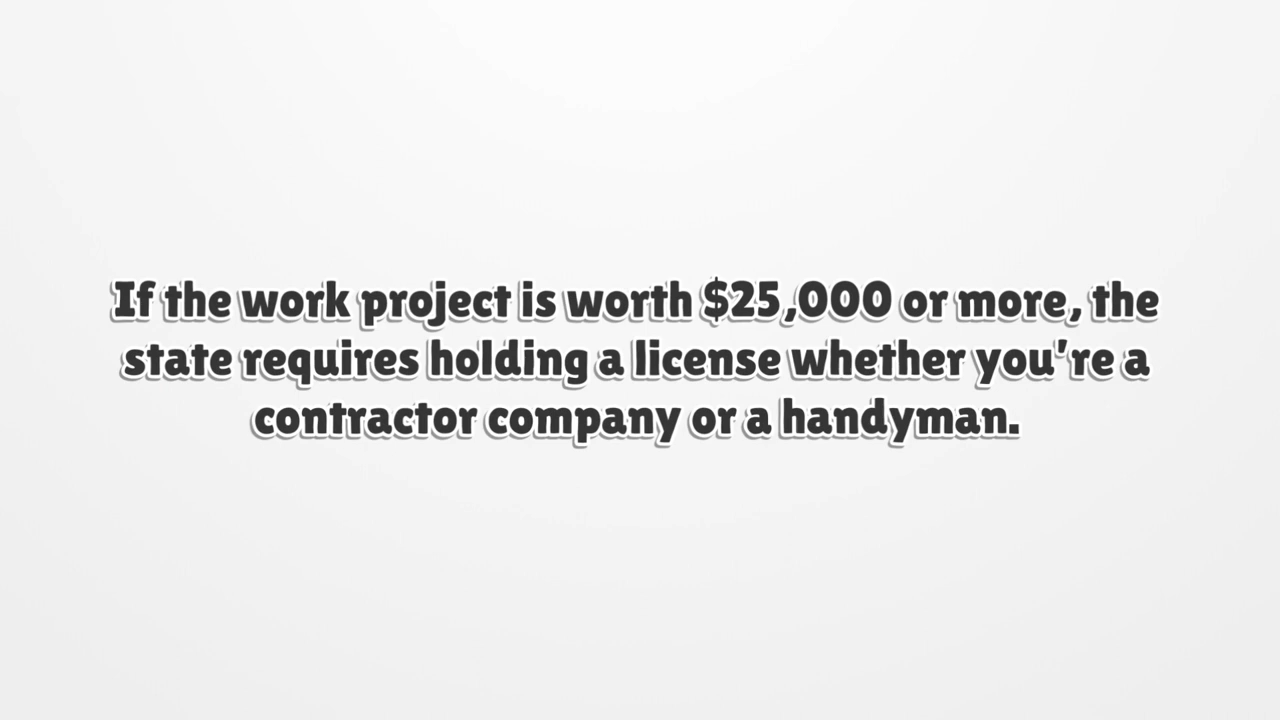 If the work project is worth $25,000 or more, the
state requires holding a license whether you're a
contractor company or a handyman.